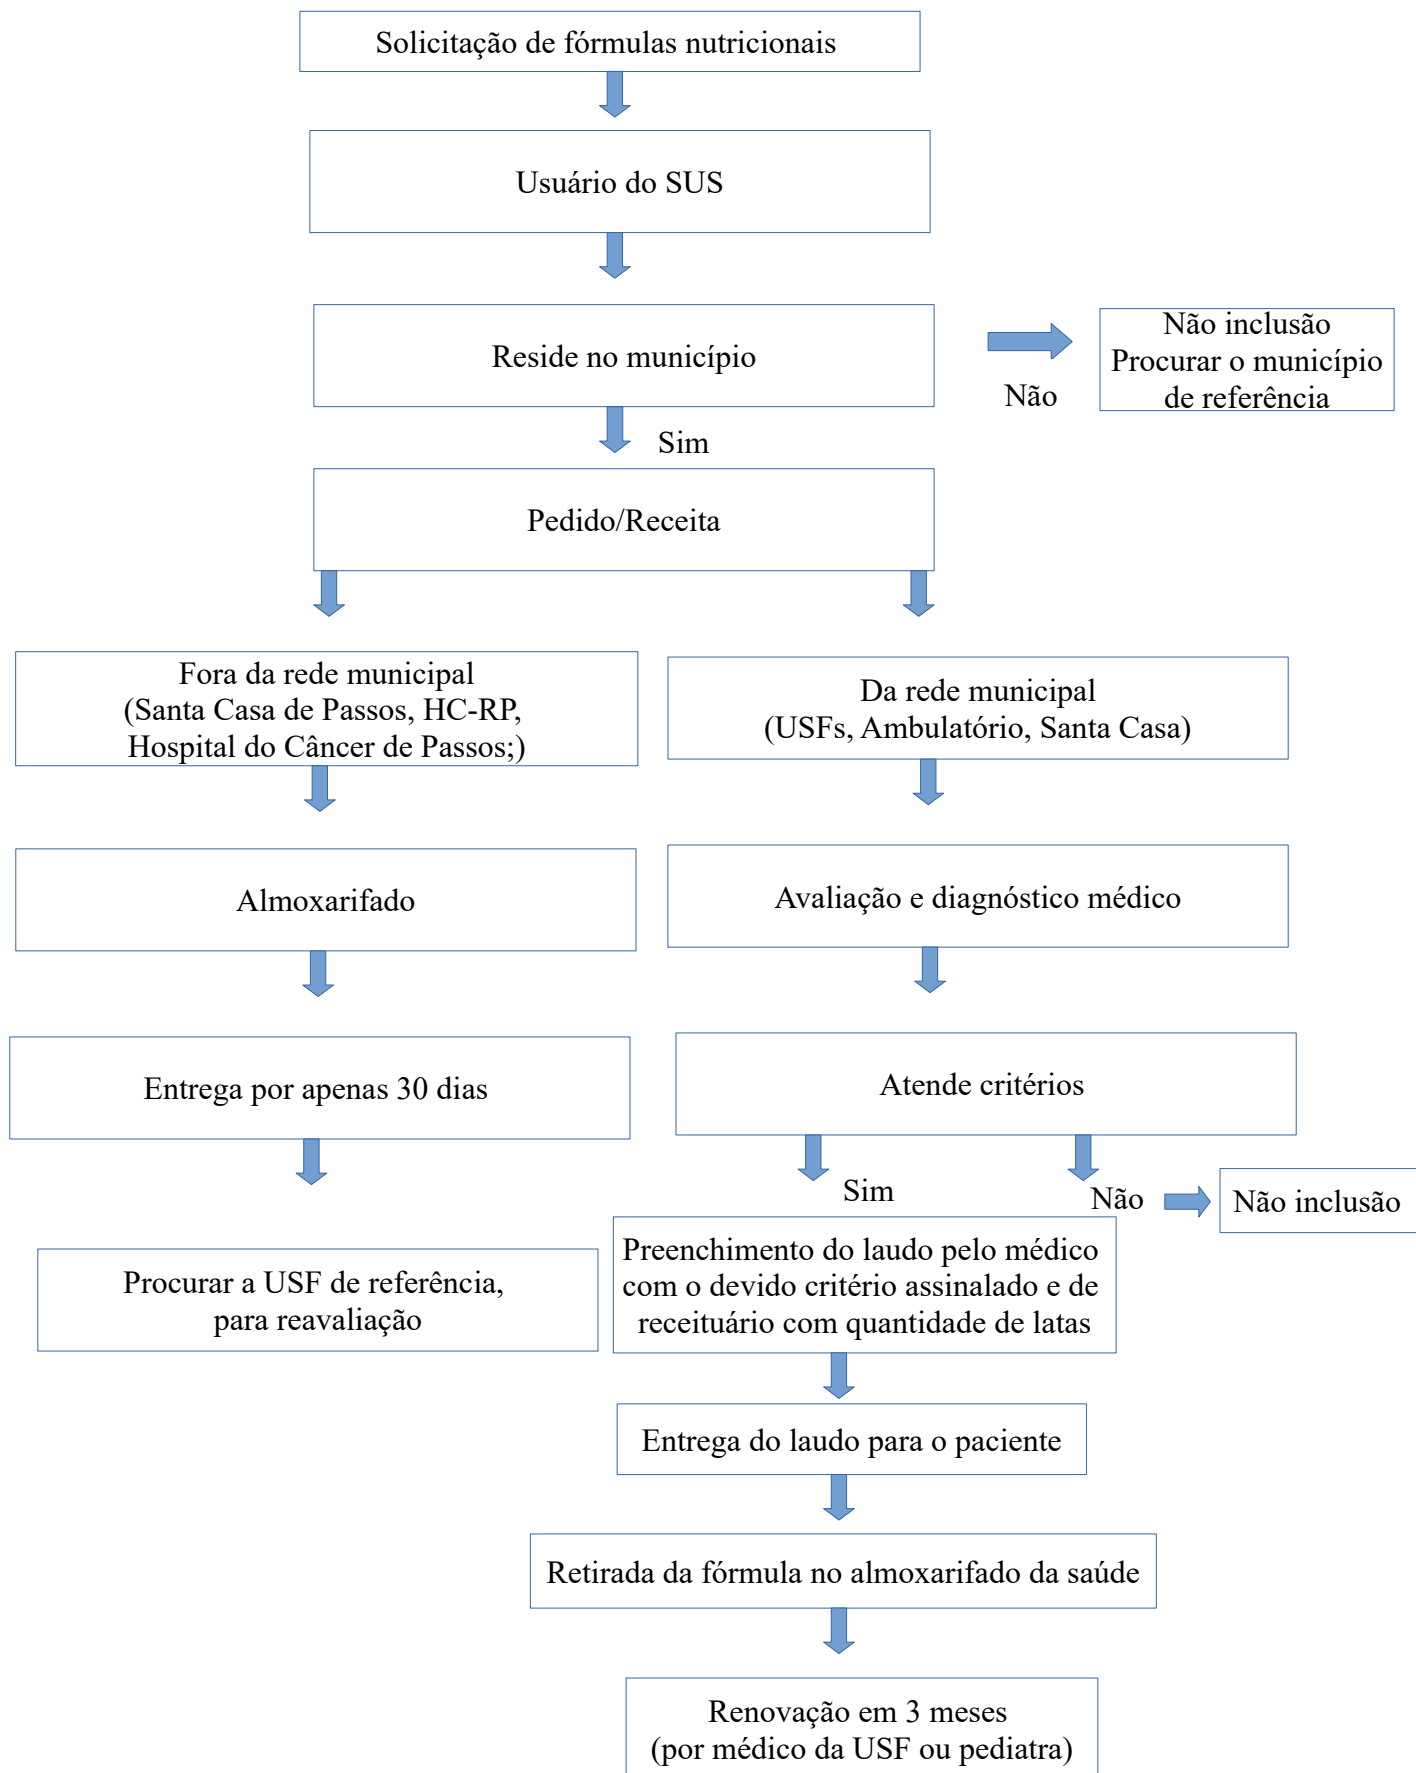 Solicitação de fórmulas nutricionais
Usuário do SUS
Reside no município
Não
Não inclusão
Procurar o município
de referência
Sim
Pedido/Receita
Fora da rede municipal
(Santa Casa de Passos, HC-RP,
Hospital do Câncer de Passos;)
Da rede municipal
(USFs, Ambulatório, Santa Casa)
Almoxarifado
Avaliação e diagnóstico médico
Entrega por apenas 30 dias
Atende critérios
Sim
Não
Não inclusão
Procurar a USF de referência,
para reavaliação
Preenchimento do laudo pelo médico
com o devido critério assinalado e de
receituário com quantidade de latas
Entrega do laudo para o paciente
Retirada da fórmula no almoxarifado da saúde
Renovação em 3 meses
(por médico da USF ou pediatra)